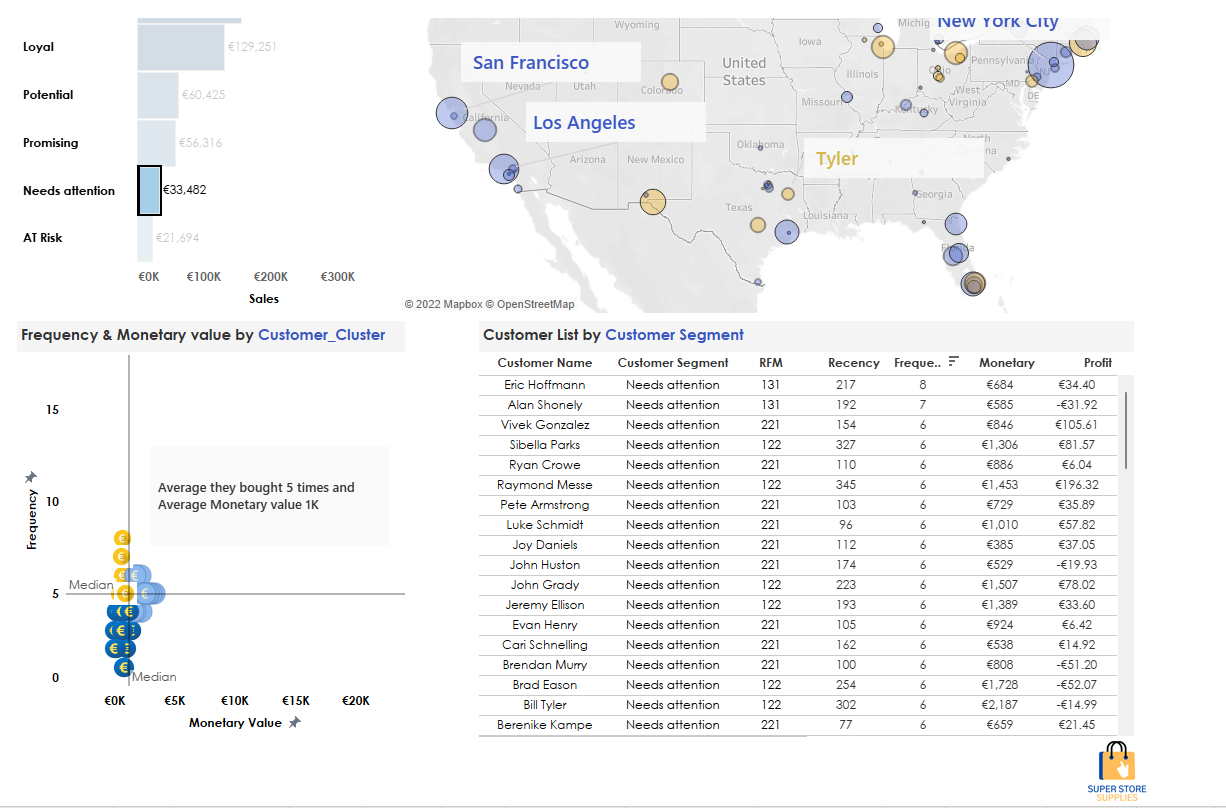 Loyal €129,251
Potential €60,425
Promising €56,316
Needs attention €33,482
AT Risk €21,694
€0K €100K €200K €300K
Sales
New York City
San Francisco
Los Angeles
Tyler
Wyoming
Iowa
United States
Illinois
Pennsylvania
Nevada Utah Colorado
Missouri
Kentucky
West Virginia
MD
DE
NJ
California
Arizona New Mexico
Oklahoma
Texas
Louisiana
Georgia
Florida
© 2022 Mapbox © OpenStreetMap
Frequency & Monetary value by Customer_Cluster
15
10
5
0
Frequency
Average they bought 5 times and
Average Monetary value 1K
Median
Median
€0K €5K €10K €15K €20K
Monetary Value
Customer List by Customer Segment
Customer Name Customer Segment RFM Recency Freque.. Monetary Profit
Eric Hoffmann Needs attention 131 217 8 €684 €34.40
Alan Shonely Needs attention 131 192 7 €585 -€31.92
Vivek Gonzalez Needs attention 221 154 6 €846 €105.61
Sibella Parks Needs attention 122 327 6 €1,306 €81.57
Ryan Crowe Needs attention 221 110 6 €886 €6.04
Raymond Messe Needs attention 122 345 6 €1,453 €196.32
Pete Armstrong Needs attention 221 103 6 €729 €35.89
Luke Schmidt Needs attention 221 96 6 €1,010 €57.82
Joy Daniels Needs attention 221 112 6 €385 €37.05
John Huston Needs attention 221 174 6 €529 -€19.93
John Grady Needs attention 122 223 6 €1,507 €78.02
Jeremy Ellison Needs attention 122 193 6 €1,389 €33.60
Evan Henry Needs attention 221 105 6 €924 €6.42
Cari Schnelling Needs attention 221 162 6 €538 €14.92
Brendan Murry Needs attention 221 100 6 €808 -€51.20
Brad Eason Needs attention 122 254 6 €1,728 -€52.07
Bill Tyler Needs attention 122 302 6 €2,187 -€14.99
Berenike Kampe Needs attention 221 77 6 €659 €21.45
SUPER STORE
SUPPLIES